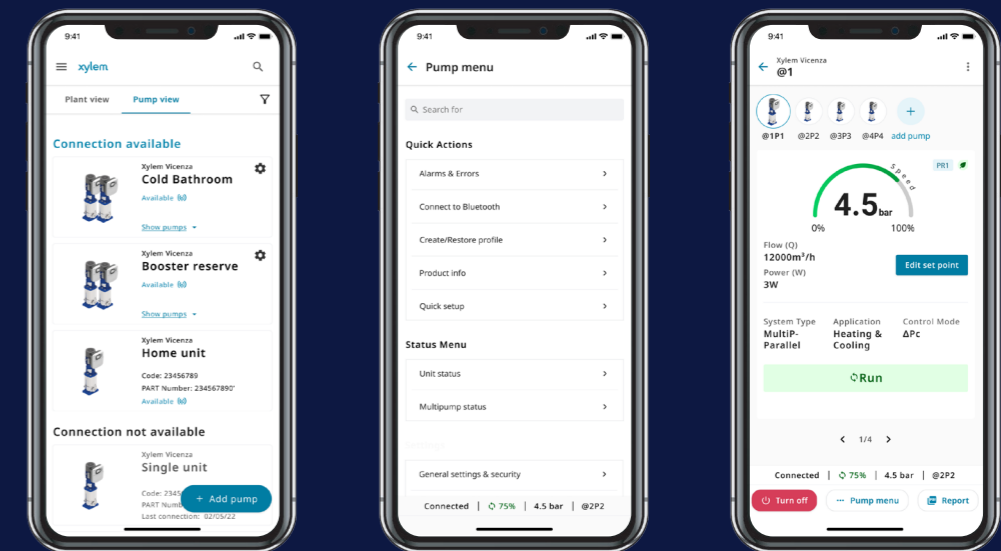 9:41
xylem
Plant view
Pump view
Connection available
Xylem Vicenza
Cold Bathroom
Available
Show pumps
Xylem Vicenza
Booster reserve
Available
Show pumps
Xylem Vicenza
Home unit
Code: 23456789
PART Number: 234567890'
Available
Connection not available
Xylem Vicenza
Single unit
Code: 2345
PART Numb
Last connection: 02/05/22
+ Add pump
9:41
Pump menu
Search for
Quick Actions
Alarms & Errors
Connect to Bluetooth
Create/Restore profile
Product info
Quick setup
Status Menu
Unit status
Multipump status
Settings
General settings & security
Connected | 75% | 4.5 bar | @2P2
9:41
Xylem Vicenza
@1
@1P1 @2P2 @3P3 @4P4 add pump
PR1
Speed
4.5 bar
0% 100%
Flow (Q)
12000m³/h
Power (W)
3W
Edit set point
System Type Application Control Mode
MultiP- Heating & ΔPc
Parallel Cooling
Run
1/4
Connected | 75% | 4.5 bar | @2P2
Turn off Pump menu Report